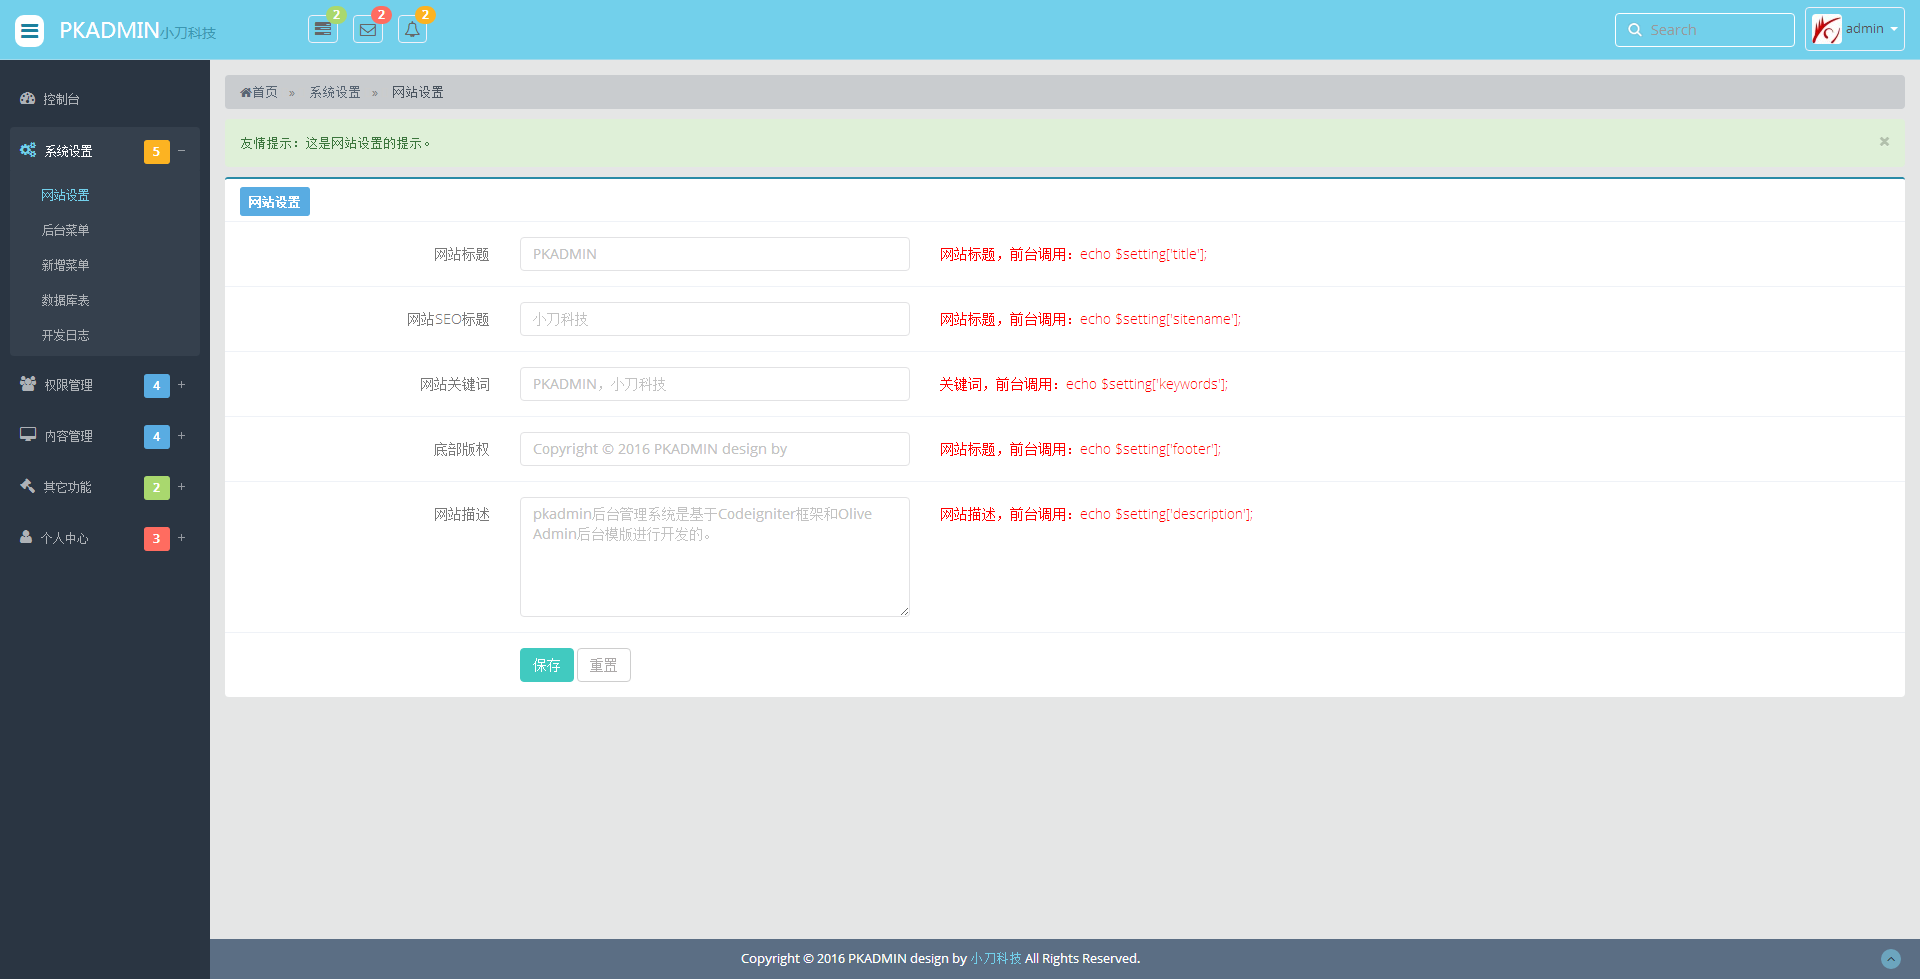 PKADMIN小刀科技
2
2
2
Search
admin
控制台
系统设置
5
网站设置
后台菜单
新增菜单
数据库表
开发日志
权限管理
4
内容管理
4
其它功能
2
个人中心
3
首页 » 系统设置 » 网站设置
友情提示：这是网站设置的提示。
×
网站设置
网站标题
PKADMIN
网站标题，前台调用：echo $setting['title'];
网站SEO标题
小刀科技
网站标题，前台调用：echo $setting['sitename'];
网站关键词
PKADMIN，小刀科技
关键词，前台调用：echo $setting['keywords'];
底部版权
Copyright © 2016 PKADMIN design by
网站标题，前台调用：echo $setting['footer'];
网站描述
pkadmin后台管理系统是基于Codeigniter框架和Olive
Admin后台模版进行开发的。
网站描述，前台调用：echo $setting['description'];
保存
重置
Copyright © 2016 PKADMIN design by 小刀科技 All Rights Reserved.